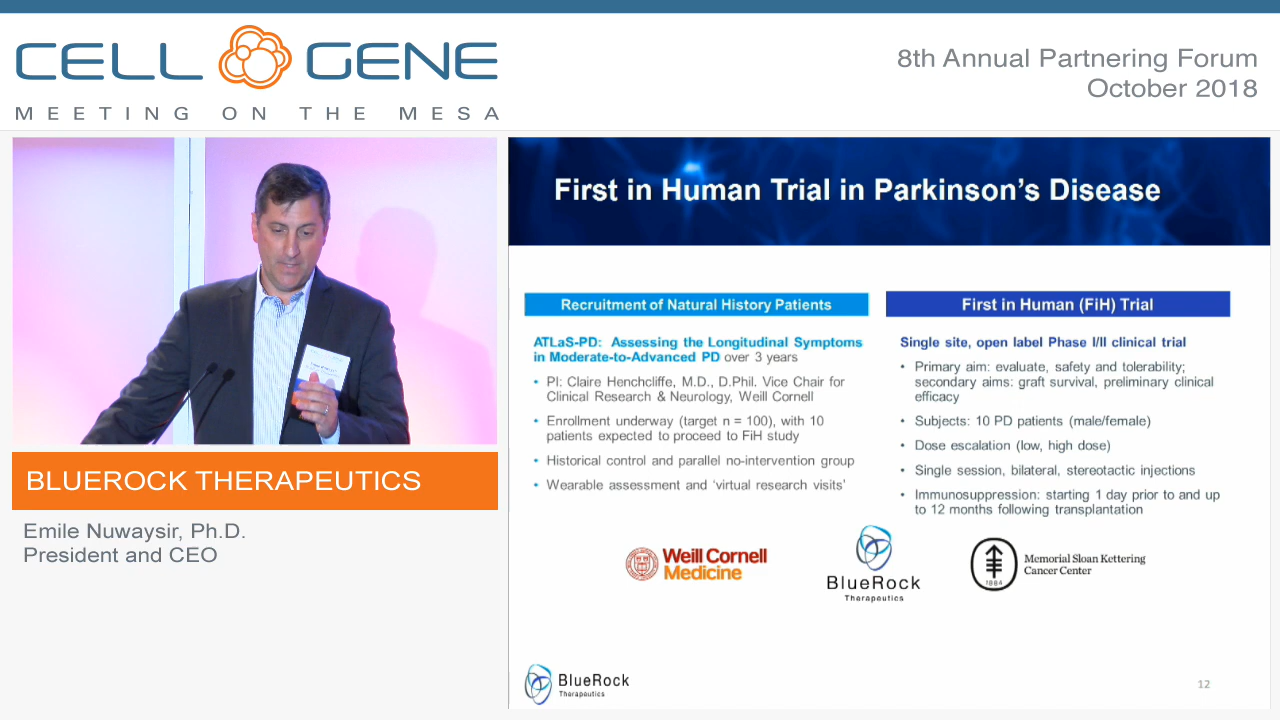 CELL GENE
MEETING ON THE MESA
8th Annual Partnering Forum
October 2018
First in Human Trial in Parkinson's Disease
Recruitment of Natural History Patients
ATLaS-PD: Assessing the Longitudinal Symptoms
in Moderate-to-Advanced PD over 3 years
• PI: Claire Henchcliffe, M.D., D.Phil. Vice Chair for
Clinical Research & Neurology, Weill Cornell
• Enrollment underway (target n = 100), with 10
patients expected to proceed to FiH study
• Historical control and parallel no-intervention group
• Wearable assessment and 'virtual research visits'
First in Human (FiH) Trial
Single site, open label Phase I/II clinical trial
• Primary aim: evaluate, safety and tolerability;
secondary aims: graft survival, preliminary clinical
efficacy
• Subjects: 10 PD patients (male/female)
• Dose escalation (low, high dose)
• Single session, bilateral, stereotactic injections
• Immunosuppression: starting 1 day prior to and up
to 12 months following transplantation
Weill Cornell
Medicine
BlueRock
Therapeutics
1884
Memorial Sloan Kettering
Cancer Center
BlueRock
Therapeutics
12
BLUEROCK THERAPEUTICS
Emile Nuwaysir, Ph.D.
President and CEO